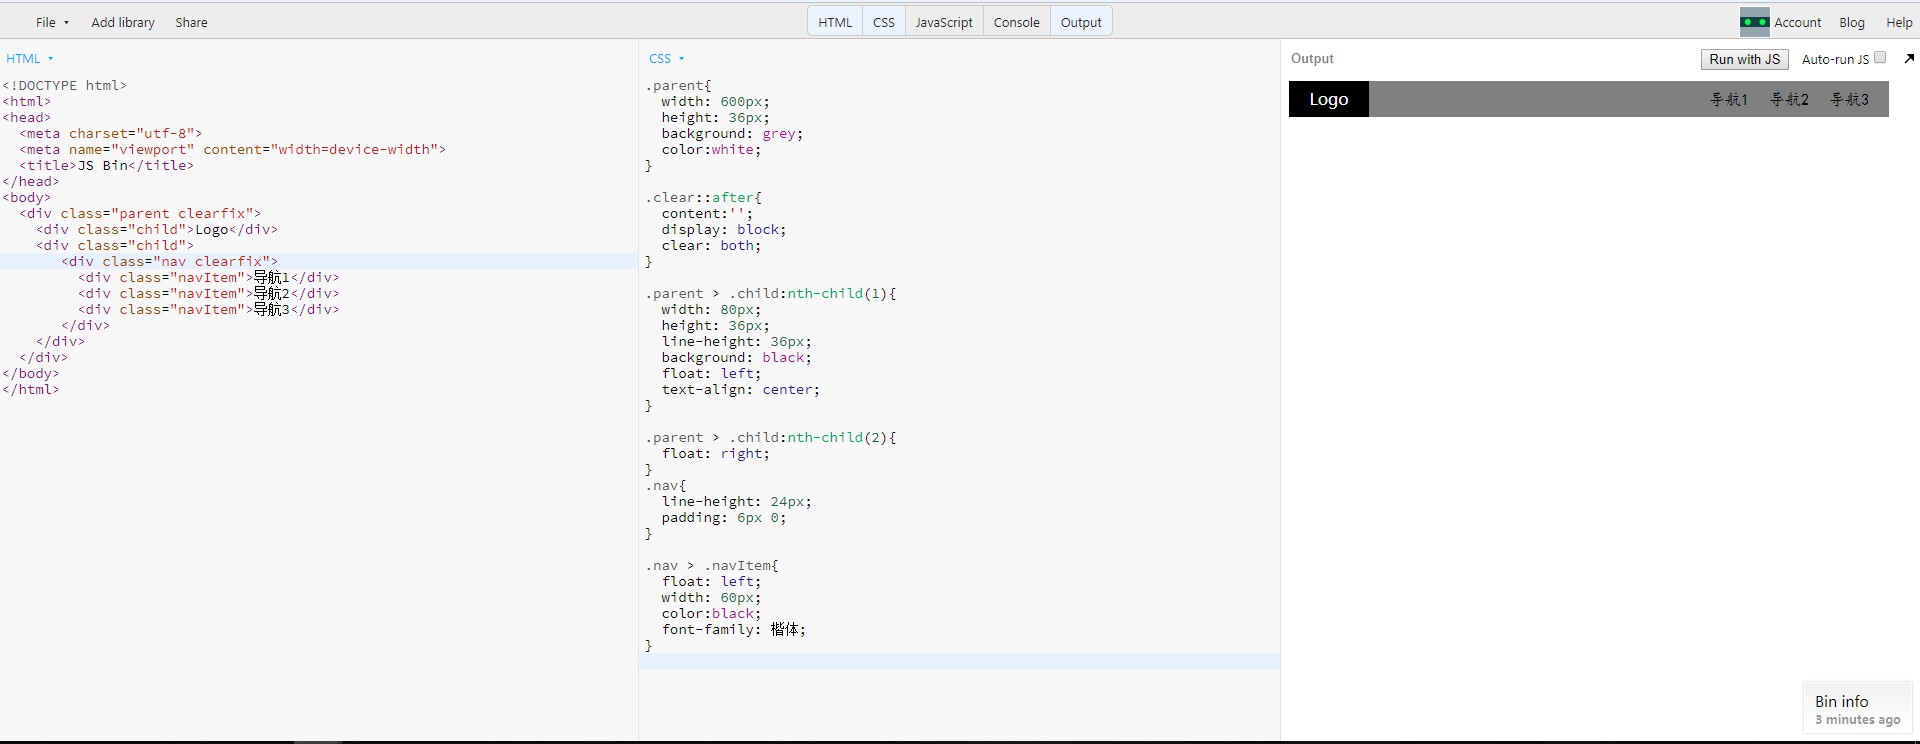 File Add library Share HTML CSS JavaScript Console Output Account Blog Help
HTML
<!DOCTYPE html>
<html>
<head>
<meta charset="utf-8">
<meta name="viewport" content="width=device-width">
<title>JS Bin</title>
</head>
<body>
<div class="parent clearfix">
<div class="child">Logo</div>
<div class="child">
<div class="nav clearfix">
<div class="navItem">导航1</div>
<div class="navItem">导航2</div>
<div class="navItem">导航3</div>
</div>
</div>
</div>
</body>
</html>
CSS
.parent{
width: 600px;
height: 36px;
background: grey;
color:white;
}
.clear::after{
content:'';
display: block;
clear: both;
}
.parent > .child:nth-child(1){
width: 80px;
height: 36px;
line-height: 36px;
background: black;
float: left;
text-align: center;
}
.parent > .child:nth-child(2){
float: right;
}
.nav{
line-height: 24px;
padding: 6px 0;
}
.nav > .navItem{
float: left;
width: 60px;
color:black;
font-family: 楷体;
}
Output Run with JS Auto-run JS
Logo 导航1 导航2 导航3
Bin info
3 minutes ago